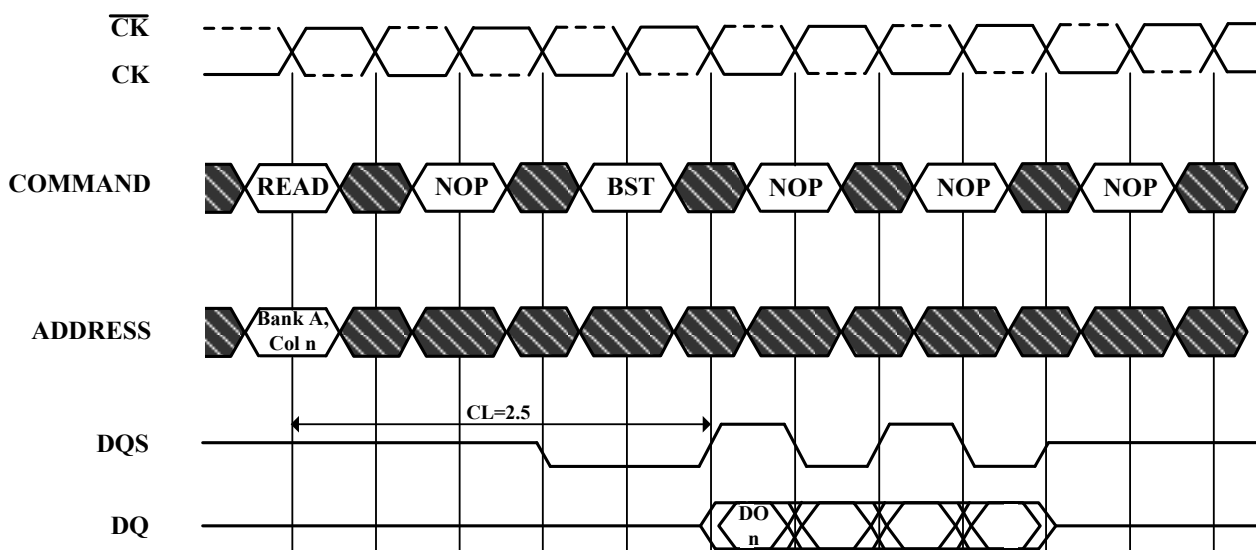 CK
CK
COMMAND
READ
NOP
BST
NOP
NOP
NOP
ADDRESS
Bank A,
Col n
CL=2.5
DQS
DQ
DO
n